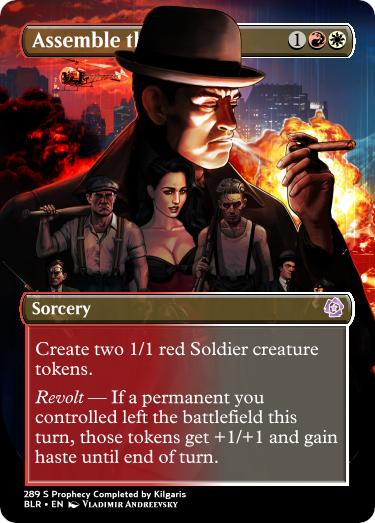 Assemble th
1
Sorcery
Create two 1/1 red Soldier creature
tokens.
Revolt — If a permanent you
controlled left the battlefield this
turn, those tokens get +1/+1 and gain
haste until end of turn.
289 S Prophecy Completed by Kilgaris
BLR • EN Vladimir Andreevsky